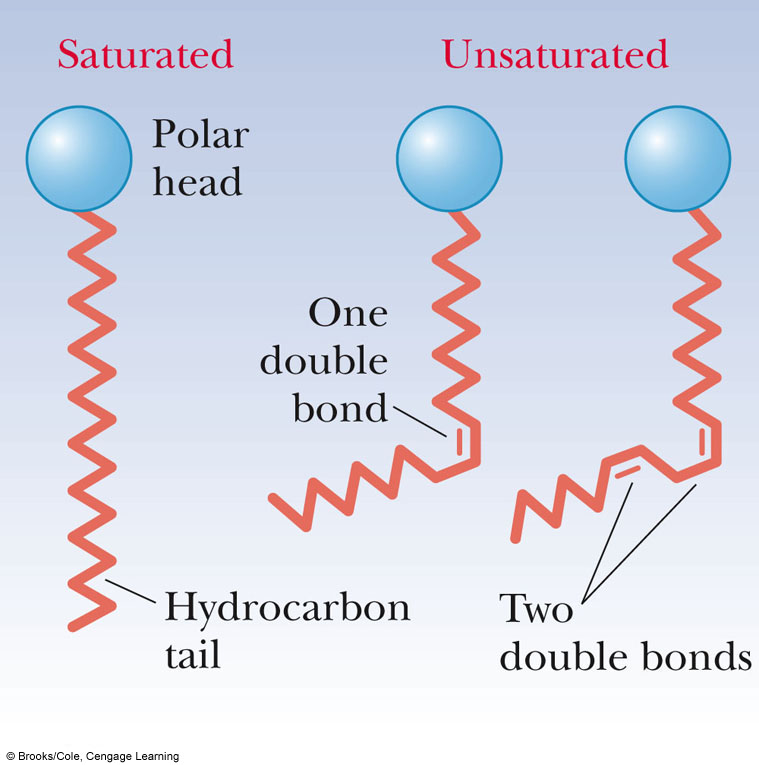 Saturated
Unsaturated
Polar
head
One
double
bond
Hydrocarbon
tail
Two
double bonds
© Brooks/Cole, Cengage Learning